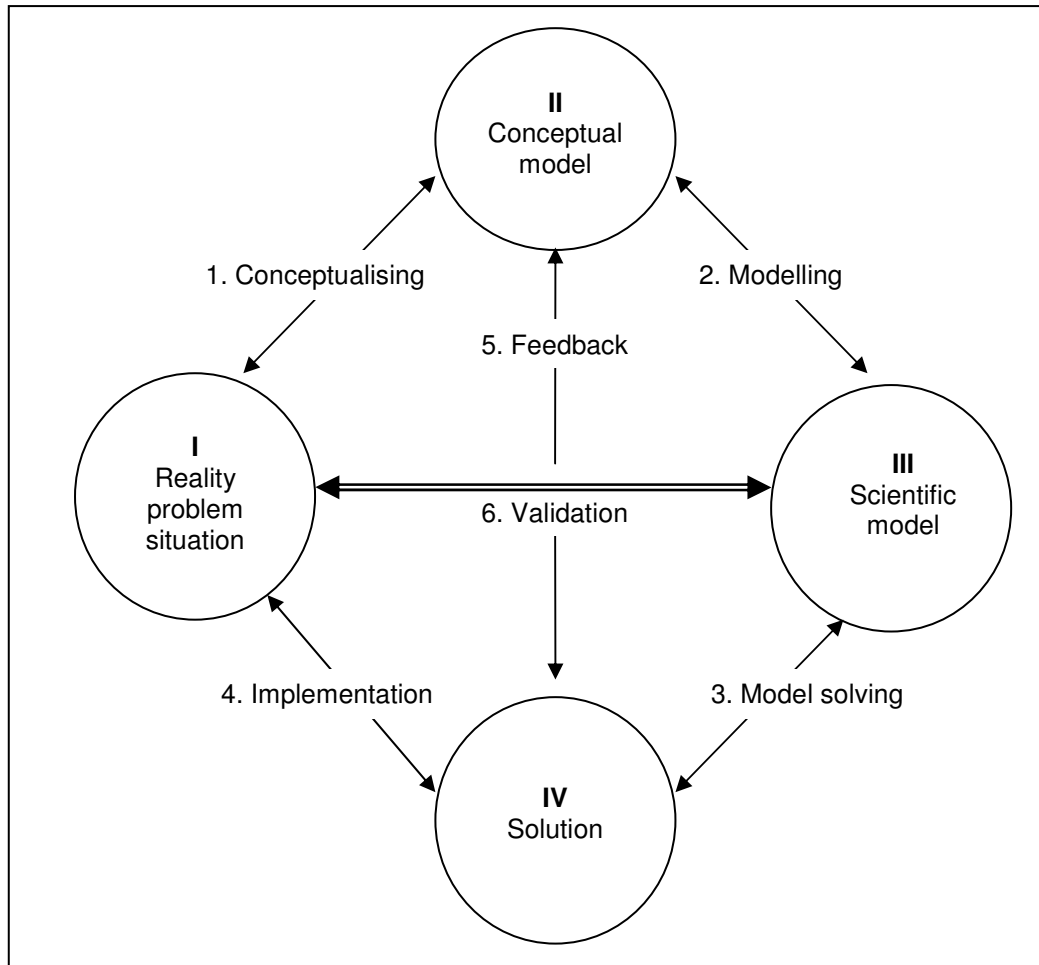 II
Conceptual
model
1. Conceptualising
2. Modelling
5. Feedback
I
Reality
problem
situation
III
Scientific
model
6. Validation
4. Implementation
3. Model solving
IV
Solution